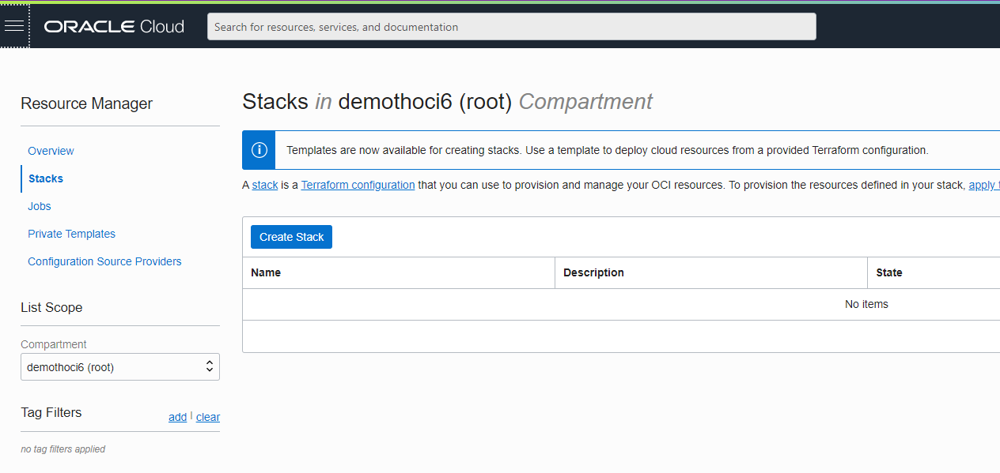 ORACLE Cloud
Search for resources, services, and documentation
Resource Manager
Overview
Stacks
Jobs
Private Templates
Configuration Source Providers
List Scope
Compartment
demothoci6 (root)
Tag Filters
add | clear
no tag filters applied
Stacks in demothoci6 (root) Compartment
Templates are now available for creating stacks. Use a template to deploy cloud resources from a provided Terraform configuration.
A stack is a Terraform configuration that you can use to provision and manage your OCI resources. To provision the resources defined in your stack, apply
Create Stack
Name Description State
No items